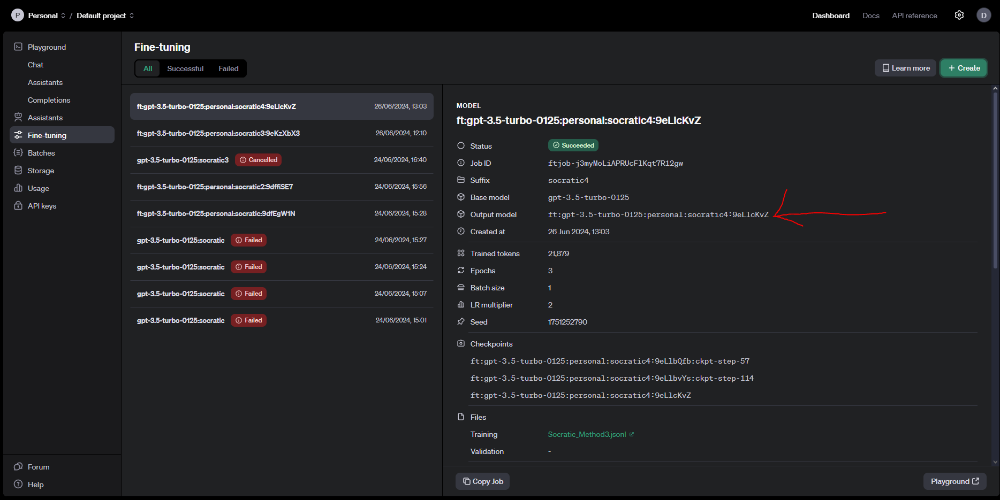 P Personal / Default project
Dashboard Docs API reference D
Playground
Chat
Assistants
Completions
Assistants
Fine-tuning
Batches
Storage
Usage
API keys
Forum
Help
Fine-tuning
All Successful Failed
Learn more + Create
ft:gpt-3.5-turbo-0125:personal:socratic4:9eLlcKvZ 26/06/2024, 13:03
ft:gpt-3.5-turbo-0125:personal:socratic3:9eKzXbX3 26/06/2024, 12:10
gpt-3.5-turbo-0125:socratic3 Cancelled 24/06/2024, 16:40
ft:gpt-3.5-turbo-0125:personal:socratic2:9dffiSE7 24/06/2024, 15:56
ft:gpt-3.5-turbo-0125:personal:socratic:9dfEgW1N 24/06/2024, 15:28
gpt-3.5-turbo-0125:socratic Failed 24/06/2024, 15:27
gpt-3.5-turbo-0125:socratic Failed 24/06/2024, 15:24
gpt-3.5-turbo-0125:socratic Failed 24/06/2024, 15:07
gpt-3.5-turbo-0125:socratic Failed 24/06/2024, 15:01
MODEL
ft:gpt-3.5-turbo-0125:personal:socratic4:9eLlcKvZ
Status Succeeded
Job ID ftjob-j3myMoLiAPRUcFlKqt7R12gw
Suffix socratic4
Base model gpt-3.5-turbo-0125
Output model ft:gpt-3.5-turbo-0125:personal:socratic4:9eLlcKvZ
Created at 26 Jun 2024, 13:03
Trained tokens 21,879
Epochs 3
Batch size 1
LR multiplier 2
Seed 1751252790
Checkpoints
ft:gpt-3.5-turbo-0125:personal:socratic4:9eLlbQfb:ckpt-step-57
ft:gpt-3.5-turbo-0125:personal:socratic4:9eLlbvYs:ckpt-step-114
ft:gpt-3.5-turbo-0125:personal:socratic4:9eLlcKvZ
Files
Training Socratic_Method3.jsonl
Validation -
Copy Job Playground